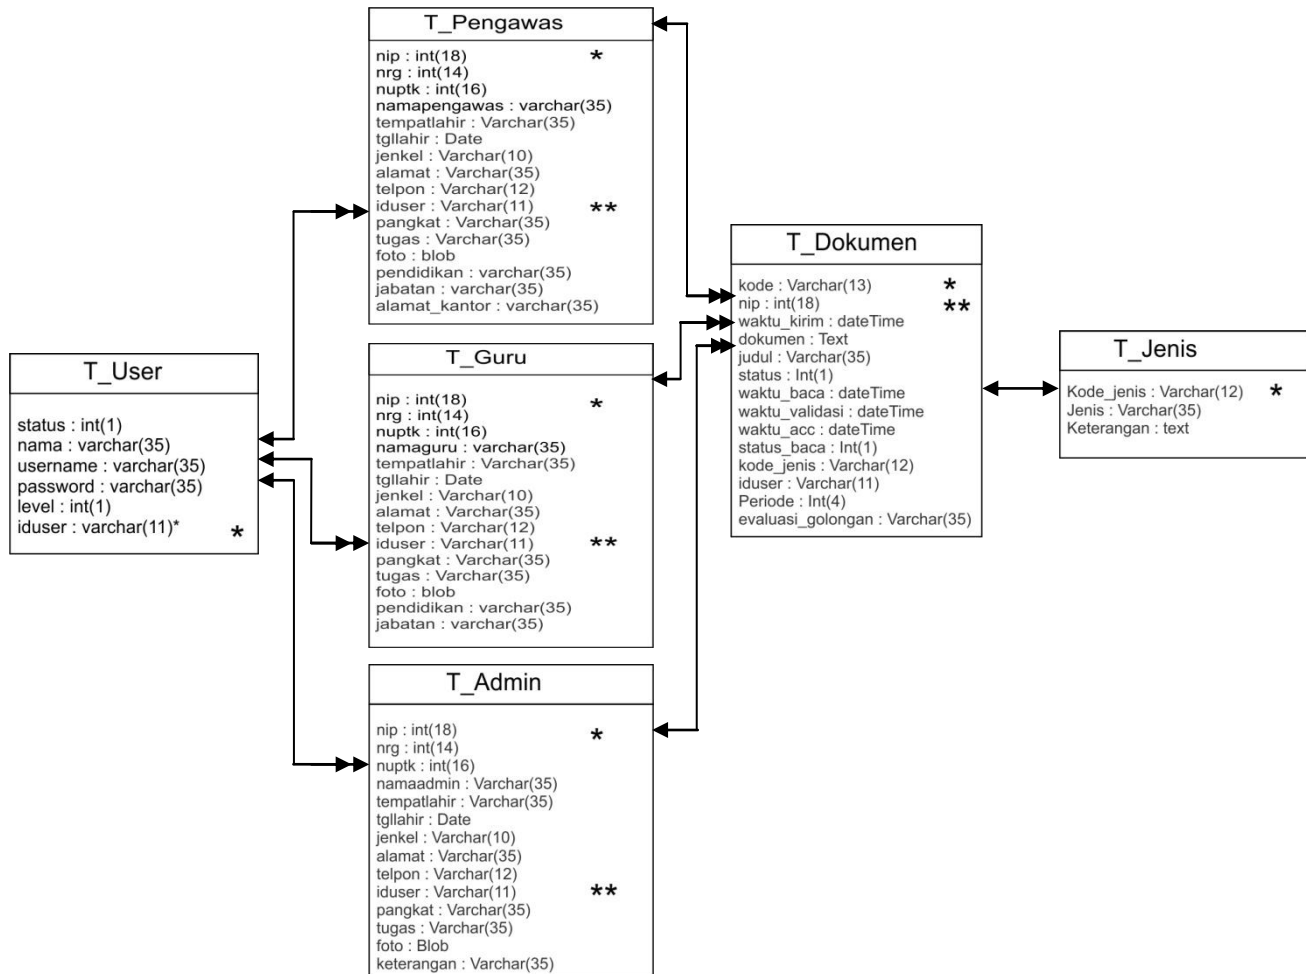 T_Pengawas
nip : int(18) *
nrg : int(14)
nuptk : int(16)
namapengawas : varchar(35)
tempatlahir : Varchar(35)
tgllahir : Date
jenkel : Varchar(10)
alamat : Varchar(35)
telpon : Varchar(12)
iduser : Varchar(11) **
pangkat : Varchar(35)
tugas : Varchar(35)
foto : blob
pendidikan : varchar(35)
jabatan : varchar(35)
alamat_kantor : varchar(35)
T_User
status : int(1)
nama : varchar(35)
username : varchar(35)
password : varchar(35)
level : int(1)
iduser : varchar(11)* *
T_Guru
nip : int(18) *
nrg : int(14)
nuptk : int(16)
namaguru : varchar(35)
tempatlahir : Varchar(35)
tgllahir : Date
jenkel : Varchar(10)
alamat : Varchar(35)
telpon : Varchar(12)
iduser : Varchar(11) **
pangkat : Varchar(35)
tugas : Varchar(35)
foto : blob
pendidikan : varchar(35)
jabatan : varchar(35)
T_Admin
nip : int(18) *
nrg : int(14)
nuptk : int(16)
namaadmin : Varchar(35)
tempatlahir : Varchar(35)
tgllahir : Date
jenkel : Varchar(10)
alamat : Varchar(35)
telpon : Varchar(12)
iduser : Varchar(11) **
pangkat : Varchar(35)
tugas : Varchar(35)
foto : Blob
keterangan : Varchar(35)
T_Dokumen
kode : Varchar(13) *
nip : int(18) **
waktu_kirim : dateTime
dokumen : Text
judul : Varchar(35)
status : Int(1)
waktu_baca : dateTime
waktu_validasi : dateTime
waktu_acc : dateTime
status_baca : Int(1)
kode_jenis : Varchar(12)
iduser : Varchar(11)
Periode : Int(4)
evaluasi_golongan : Varchar(35)
T_Jenis
Kode_jenis : Varchar(12) *
Jenis : Varchar(35)
Keterangan : text